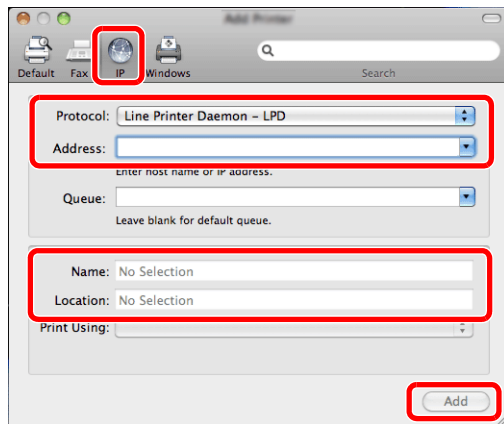 Add Printer
Default Fax IP Windows Search
Protocol: Line Printer Daemon – LPD
Address:
Enter host name or IP address.
Queue:
Leave blank for default queue.
Name: No Selection
Location: No Selection
Print Using:
Add